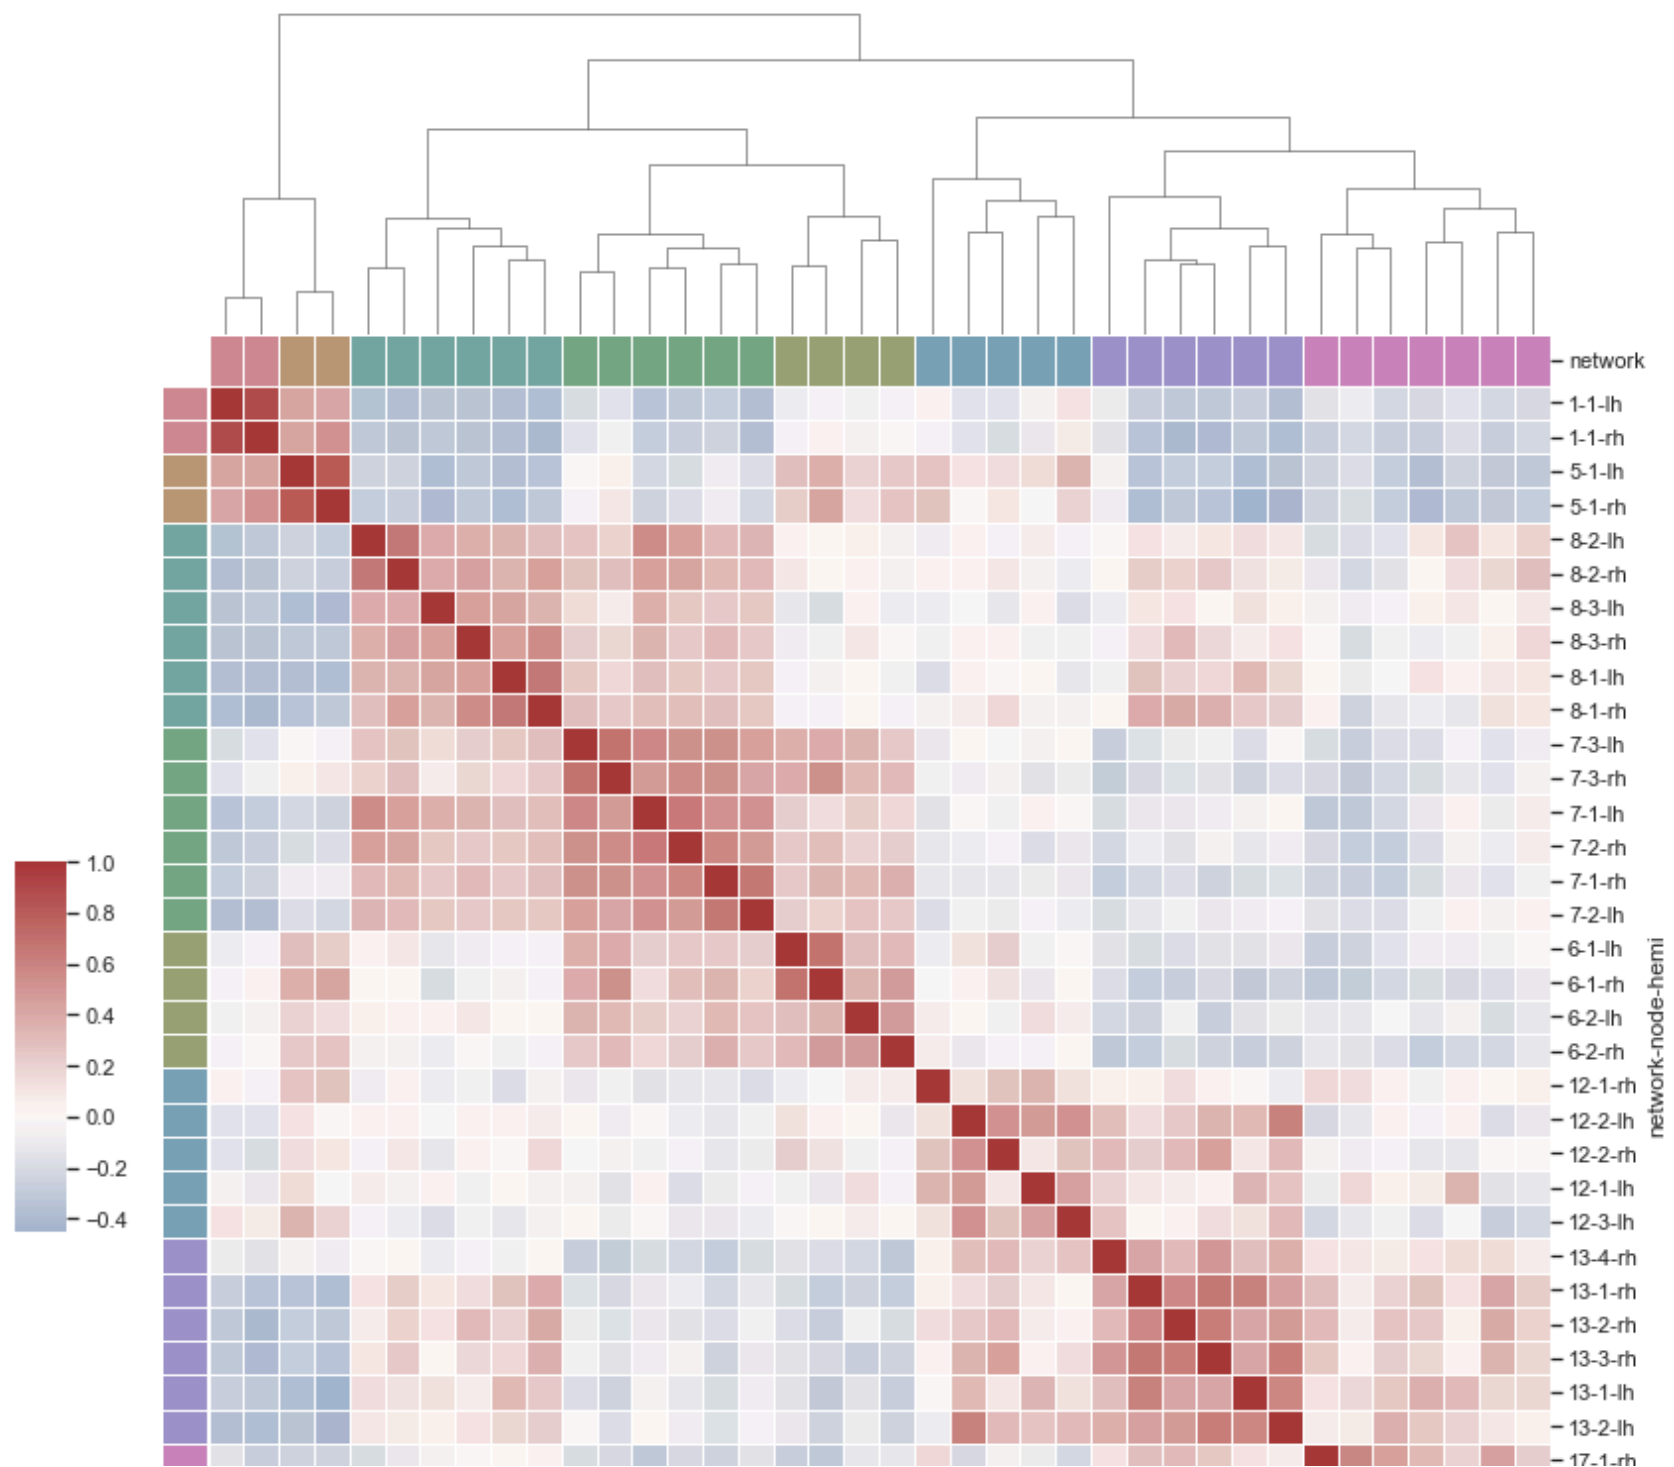 network
1-1-lh
1-1-rh
5-1-lh
5-1-rh
8-2-lh
8-2-rh
8-3-lh
8-3-rh
8-1-lh
8-1-rh
7-3-lh
7-3-rh
7-1-lh
7-2-rh
7-1-rh
7-2-lh
6-1-lh
6-1-rh
6-2-lh
6-2-rh
12-1-rh
12-2-lh
12-2-rh
12-1-lh
12-3-lh
13-4-rh
13-1-rh
13-2-rh
13-3-rh
13-1-lh
13-2-lh
17-1-rh
network-node-hemi
1.0
0.8
0.6
0.4
0.2
0.0
−0.2
−0.4